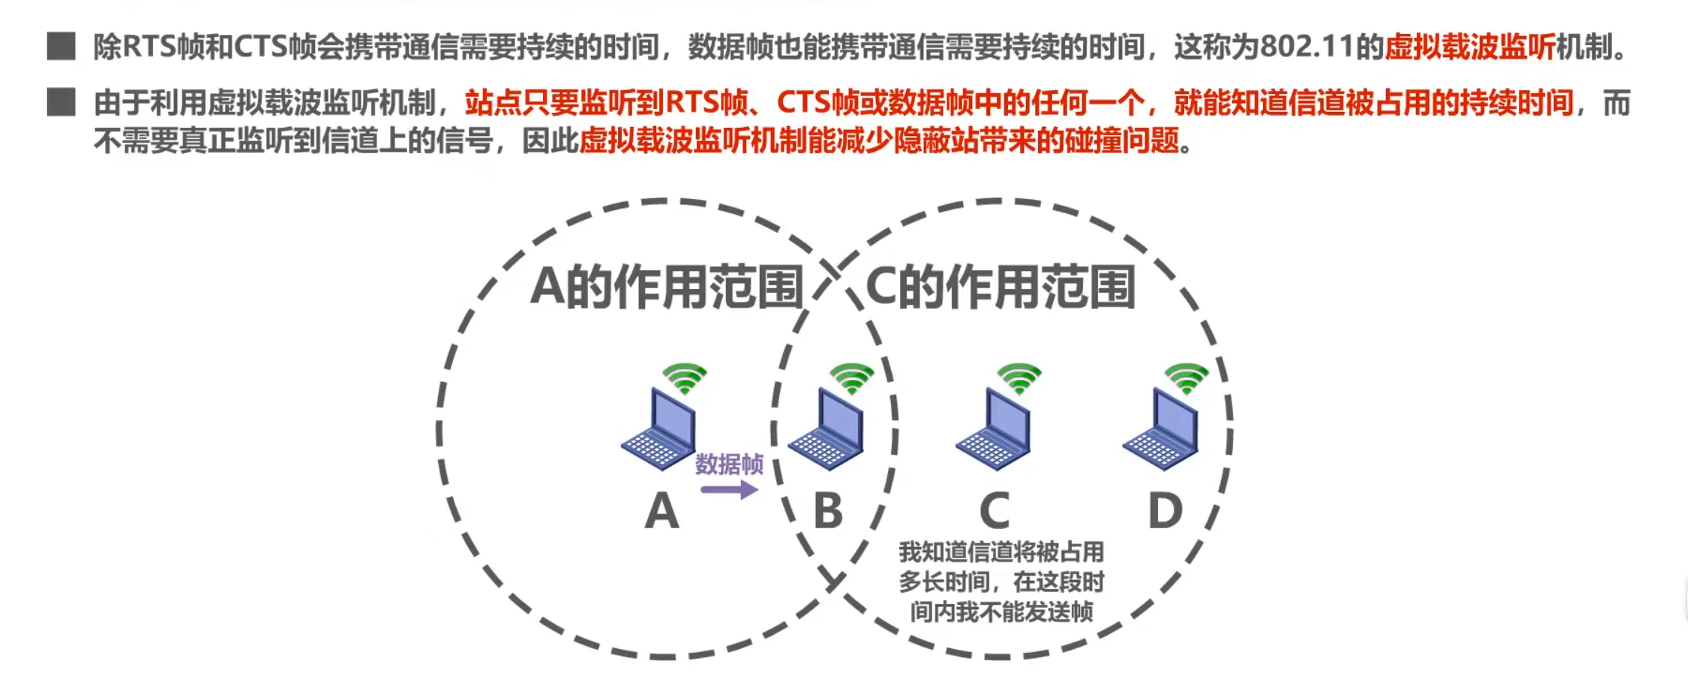 除RTS帧和CTS帧会携带通信需要持续的时间，数据帧也能携带通信需要持续的时间，这称为802.11的虚拟载波监听机制。
由于利用虚拟载波监听机制，站点只要监听到RTS帧、CTS帧或数据帧中的任何一个，就能知道信道被占用的持续时间，而
不需要真正监听到信道上的信号，因此虚拟载波监听机制能减少隐蔽站带来的碰撞问题。
A的作用范围
C的作用范围
数据帧
A
B
C
D
我知道信道将被占用
多长时间，在这段时
间内我不能发送帧